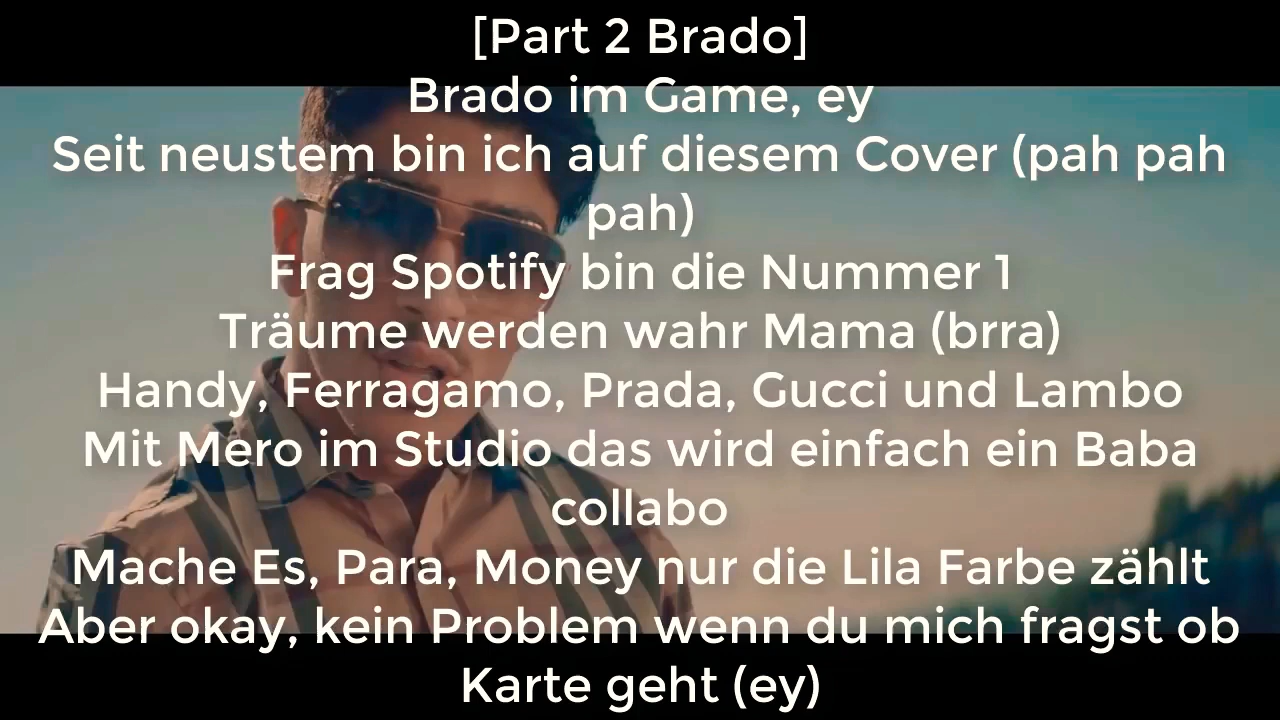 [Part 2 Brado]
Brado im Game, ey
Seit neustem bin ich auf diesem Cover (pah pah
pah)
Frag Spotify bin die Nummer 1
Träume werden wahr Mama (brra)
Handy, Ferragamo, Prada, Gucci und Lambo
Mit Mero im Studio das wird einfach ein Baba
collabo
Mache Es, Para, Money nur die Lila Farbe zählt
Aber okay, kein Problem wenn du mich fragst ob
Karte geht (ey)